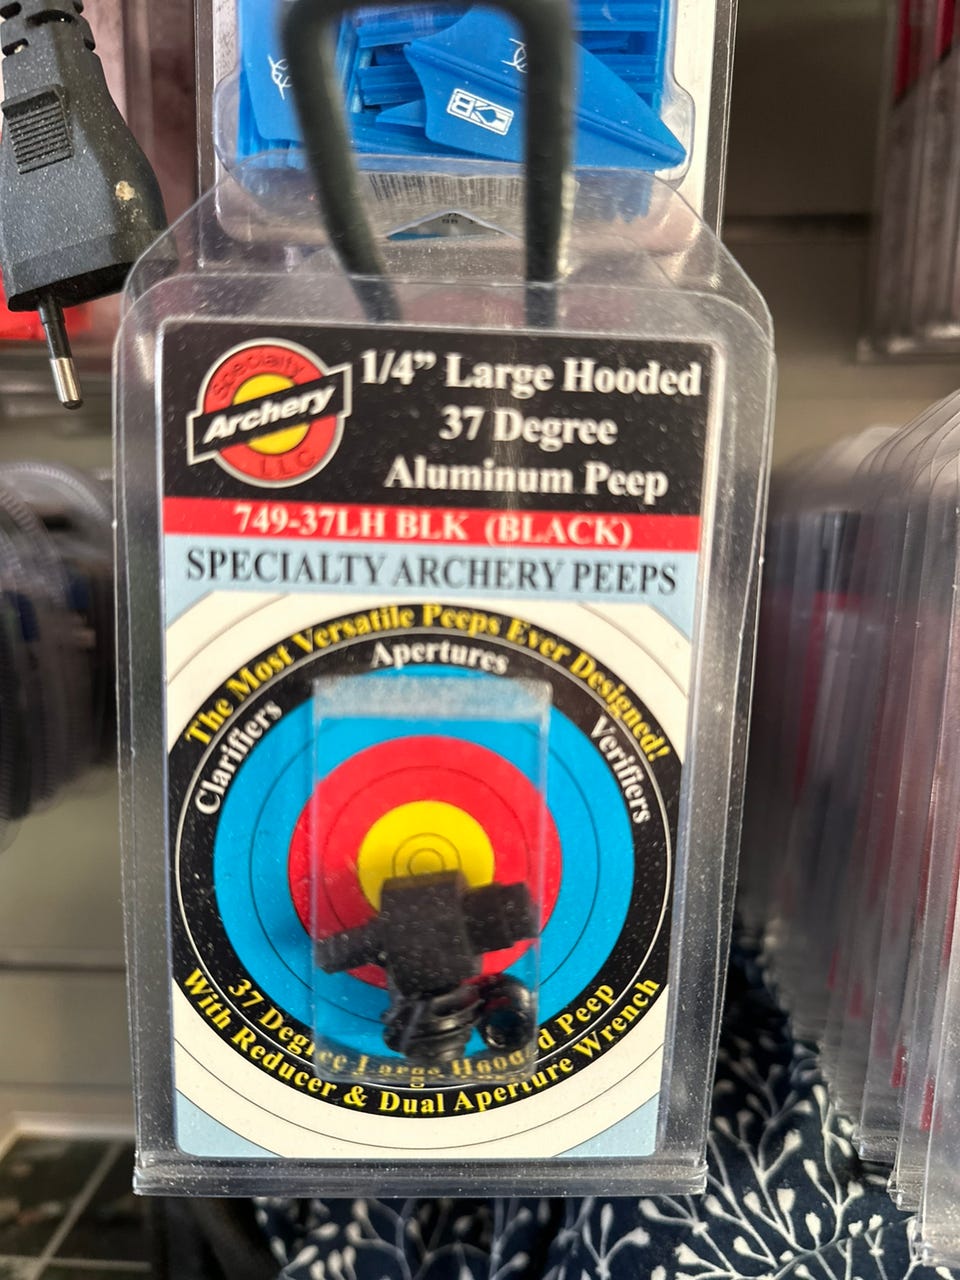 Specialty
Archery
LLC
1/4” Large Hooded
37 Degree
Aluminum Peep
749-37LH BLK (BLACK)
SPECIALTY ARCHERY PEEPS
The Most Versatile Peeps Ever Designed!
Apertures
Clarifiers
Verifiers
37 Degree Large Hooded Peep
With Reducer & Dual Aperture Wrench